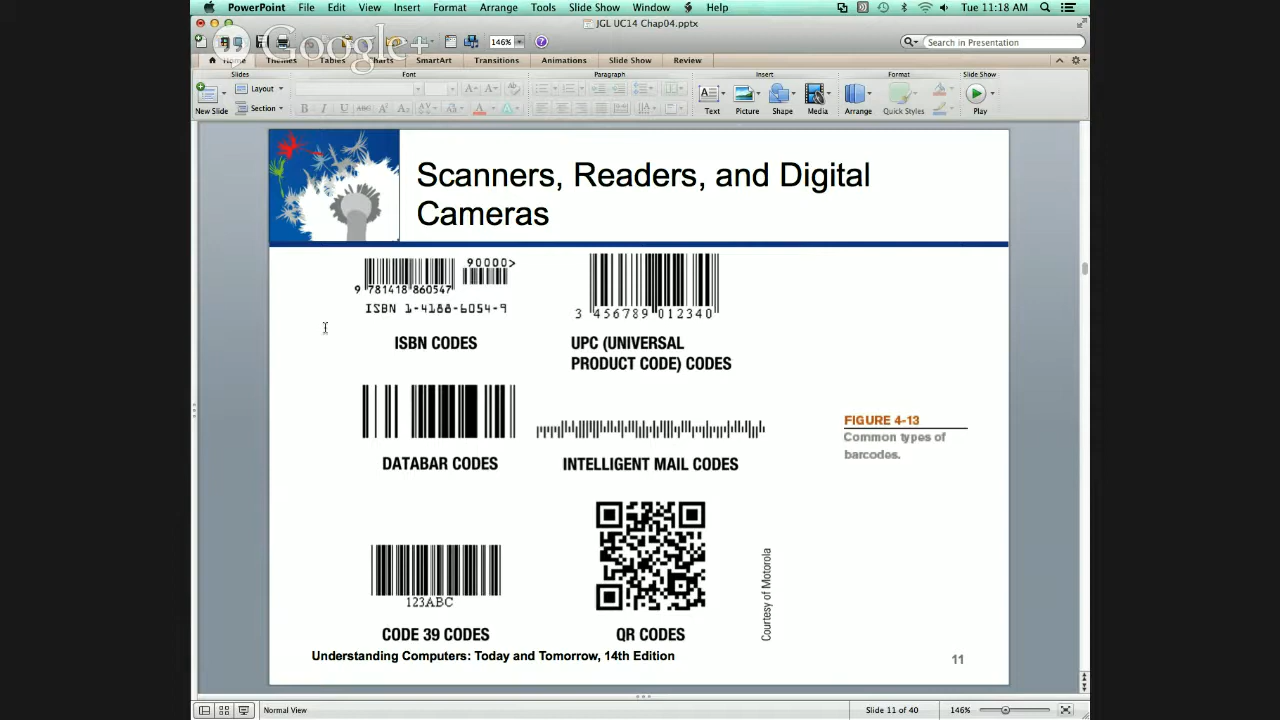 PowerPoint File Edit View Insert Format Arrange Tools Slide Show Window Help Tue 11:18 AM
JGL UC14 Chap04.pptx
Google+
146% Search in Presentation
Home Themes Tables Charts SmartArt Transitions Animations Slide Show Review
Slides Font Paragraph Insert Format Slide Show
Layout
Section
New Slide Text Picture Shape Media Arrange Quick Styles Play
Scanners, Readers, and Digital
Cameras
90000>
9 781418 860547
ISBN 1-4188-6054-9
ISBN CODES
3 456789 012340
UPC (UNIVERSAL
PRODUCT CODE) CODES
DATABAR CODES
INTELLIGENT MAIL CODES
FIGURE 4-13
Common types of
barcodes.
123ABC
CODE 39 CODES
QR CODES
Courtesy of Motorola
Understanding Computers: Today and Tomorrow, 14th Edition
11
Normal View Slide 11 of 40 146%